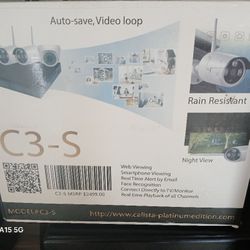 Auto-save, Video loop
Rain Resistant
C3-S
Night View
Web Viewing
Smartphone Viewing
Real Time Alert by Email
Face Recognition
Connect Directly to TV/Monitor
Real time Playback of all Channels
C3-S MSRP $3499.00
MODEL#C3-S
http://www.calista-platinumedition.com
A15 5G